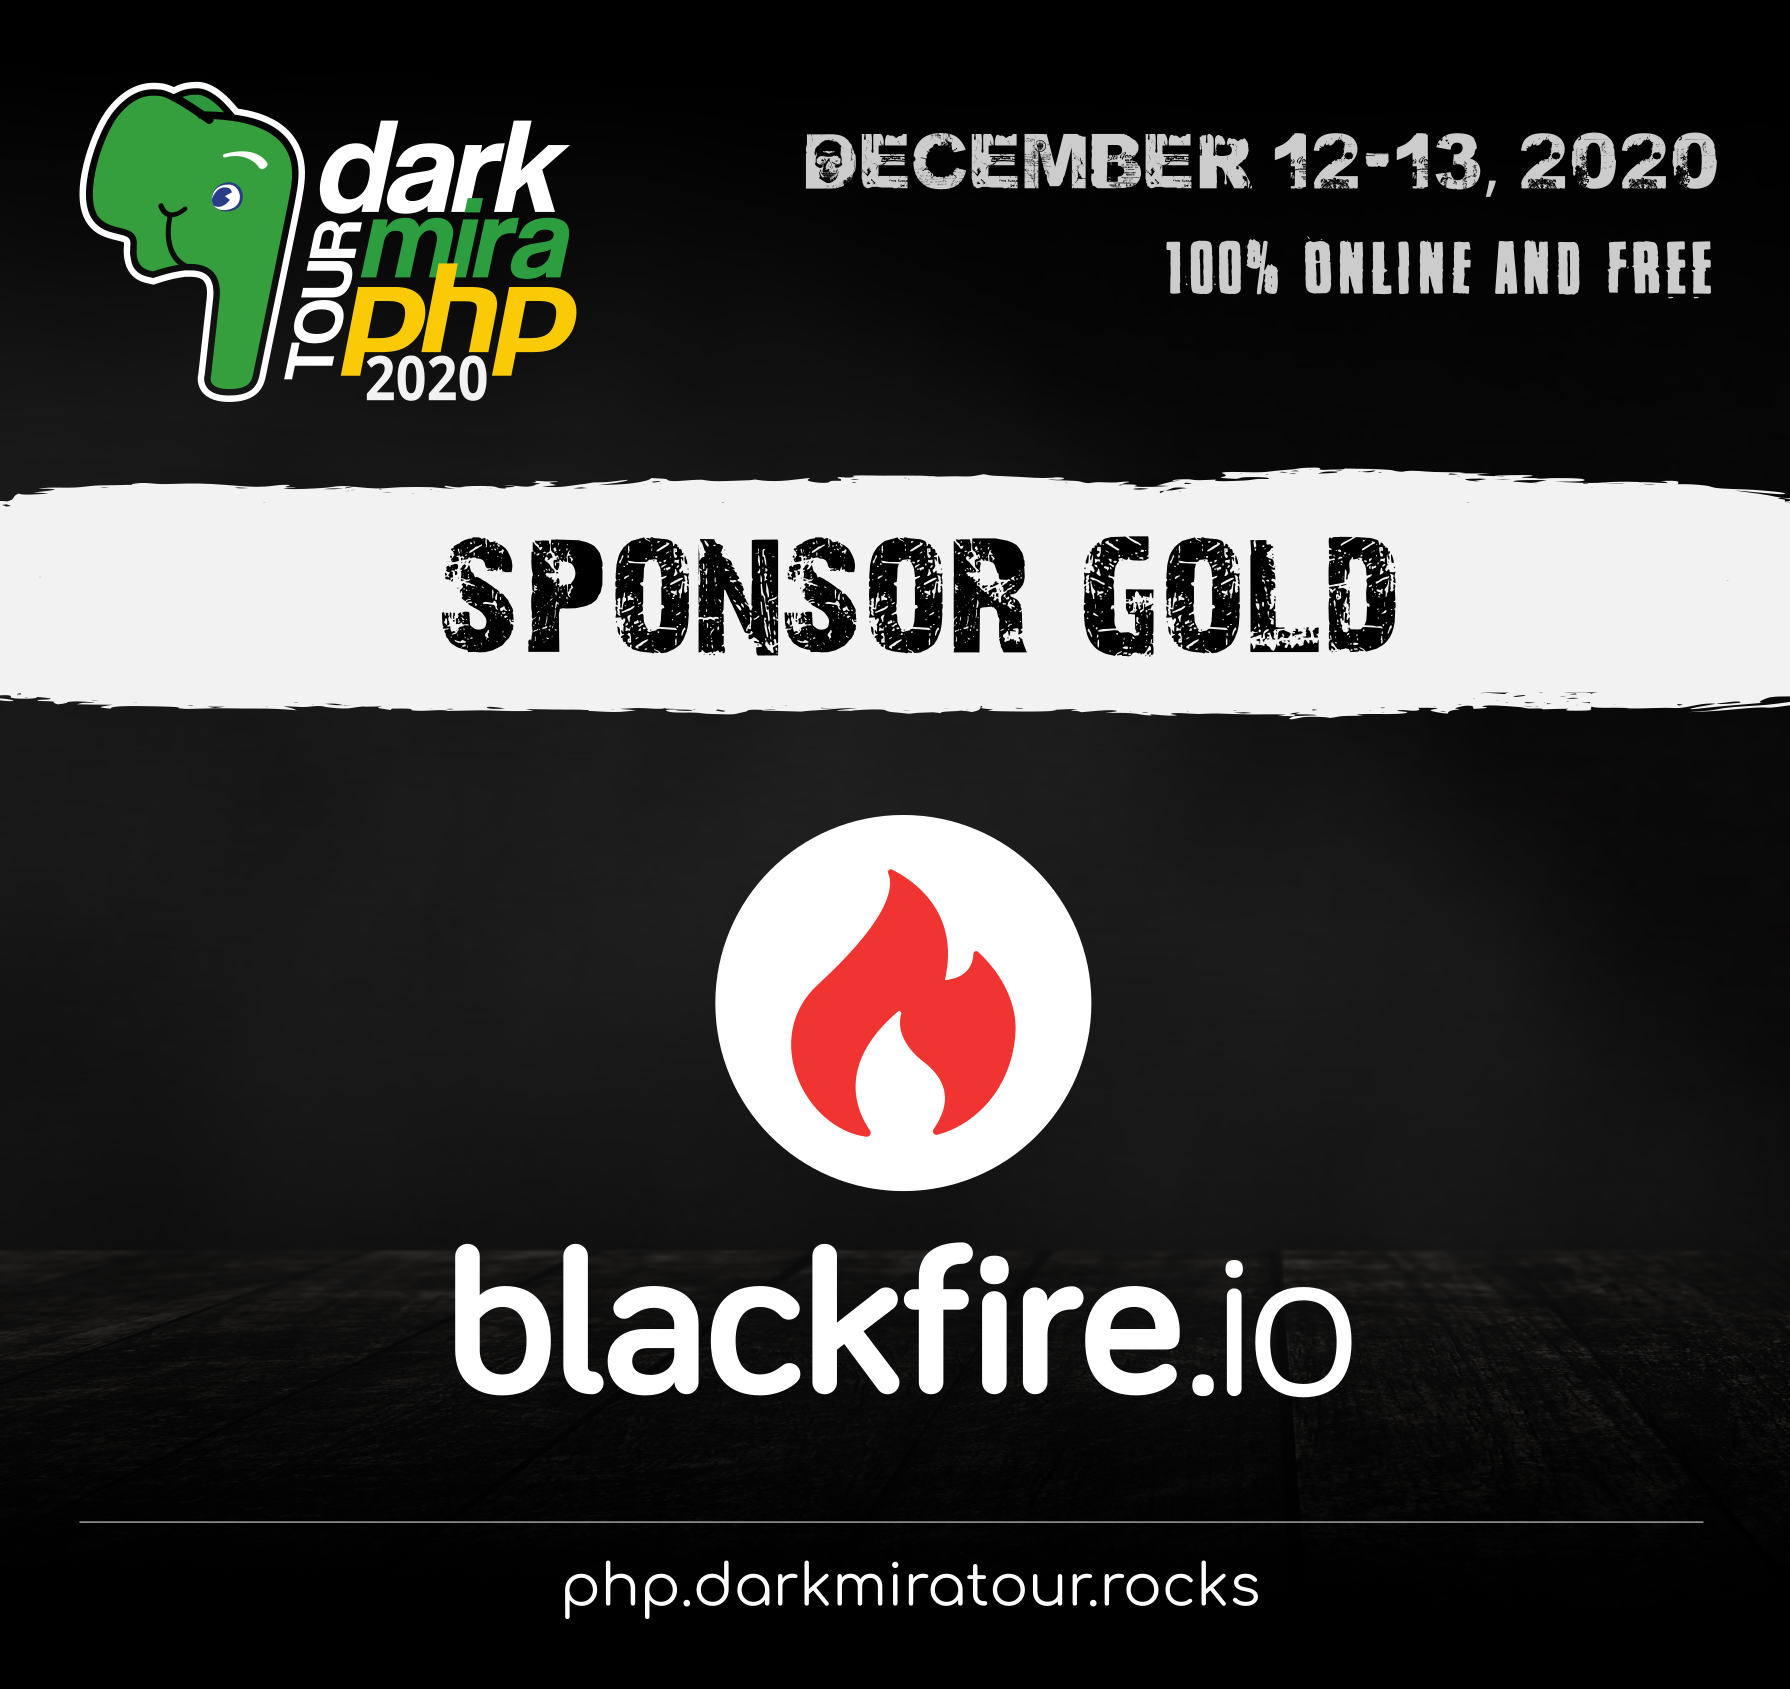 dark
mira
TOUR
php
2020
DECEMBER 12-13, 2020
100% ONLINE AND FREE
SPONSOR GOLD
blackfire.io
php.darkmiratour.rocks